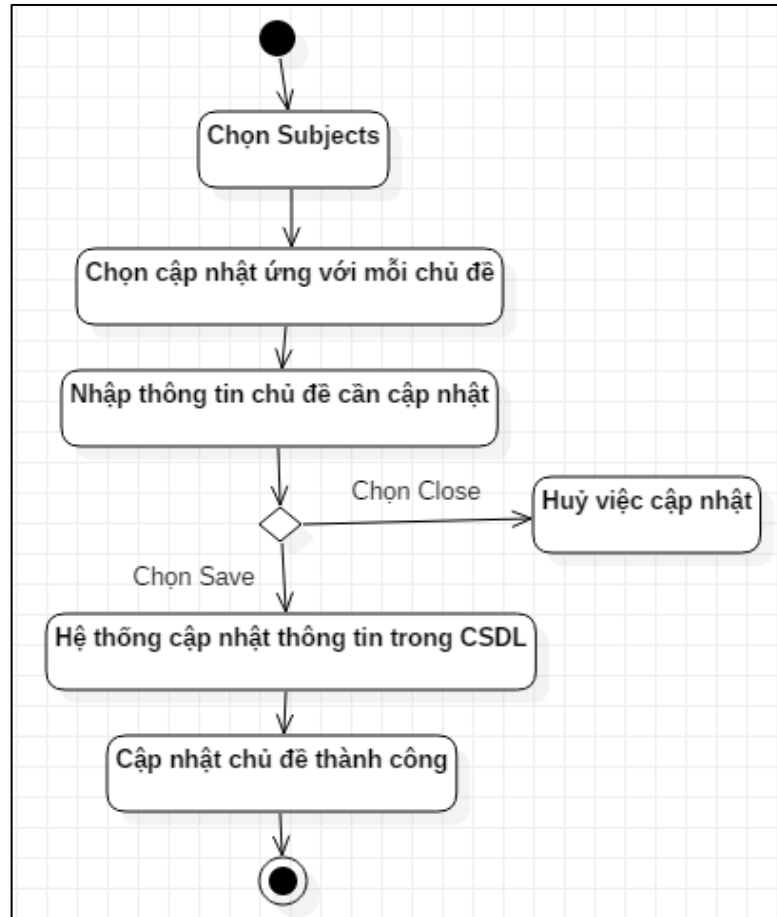 Chọn Subjects
Chọn cập nhật ứng với mỗi chủ đề
Nhập thông tin chủ đề cần cập nhật
Chọn Close
Huỷ việc cập nhật
Chọn Save
Hệ thống cập nhật thông tin trong CSDL
Cập nhật chủ đề thành công